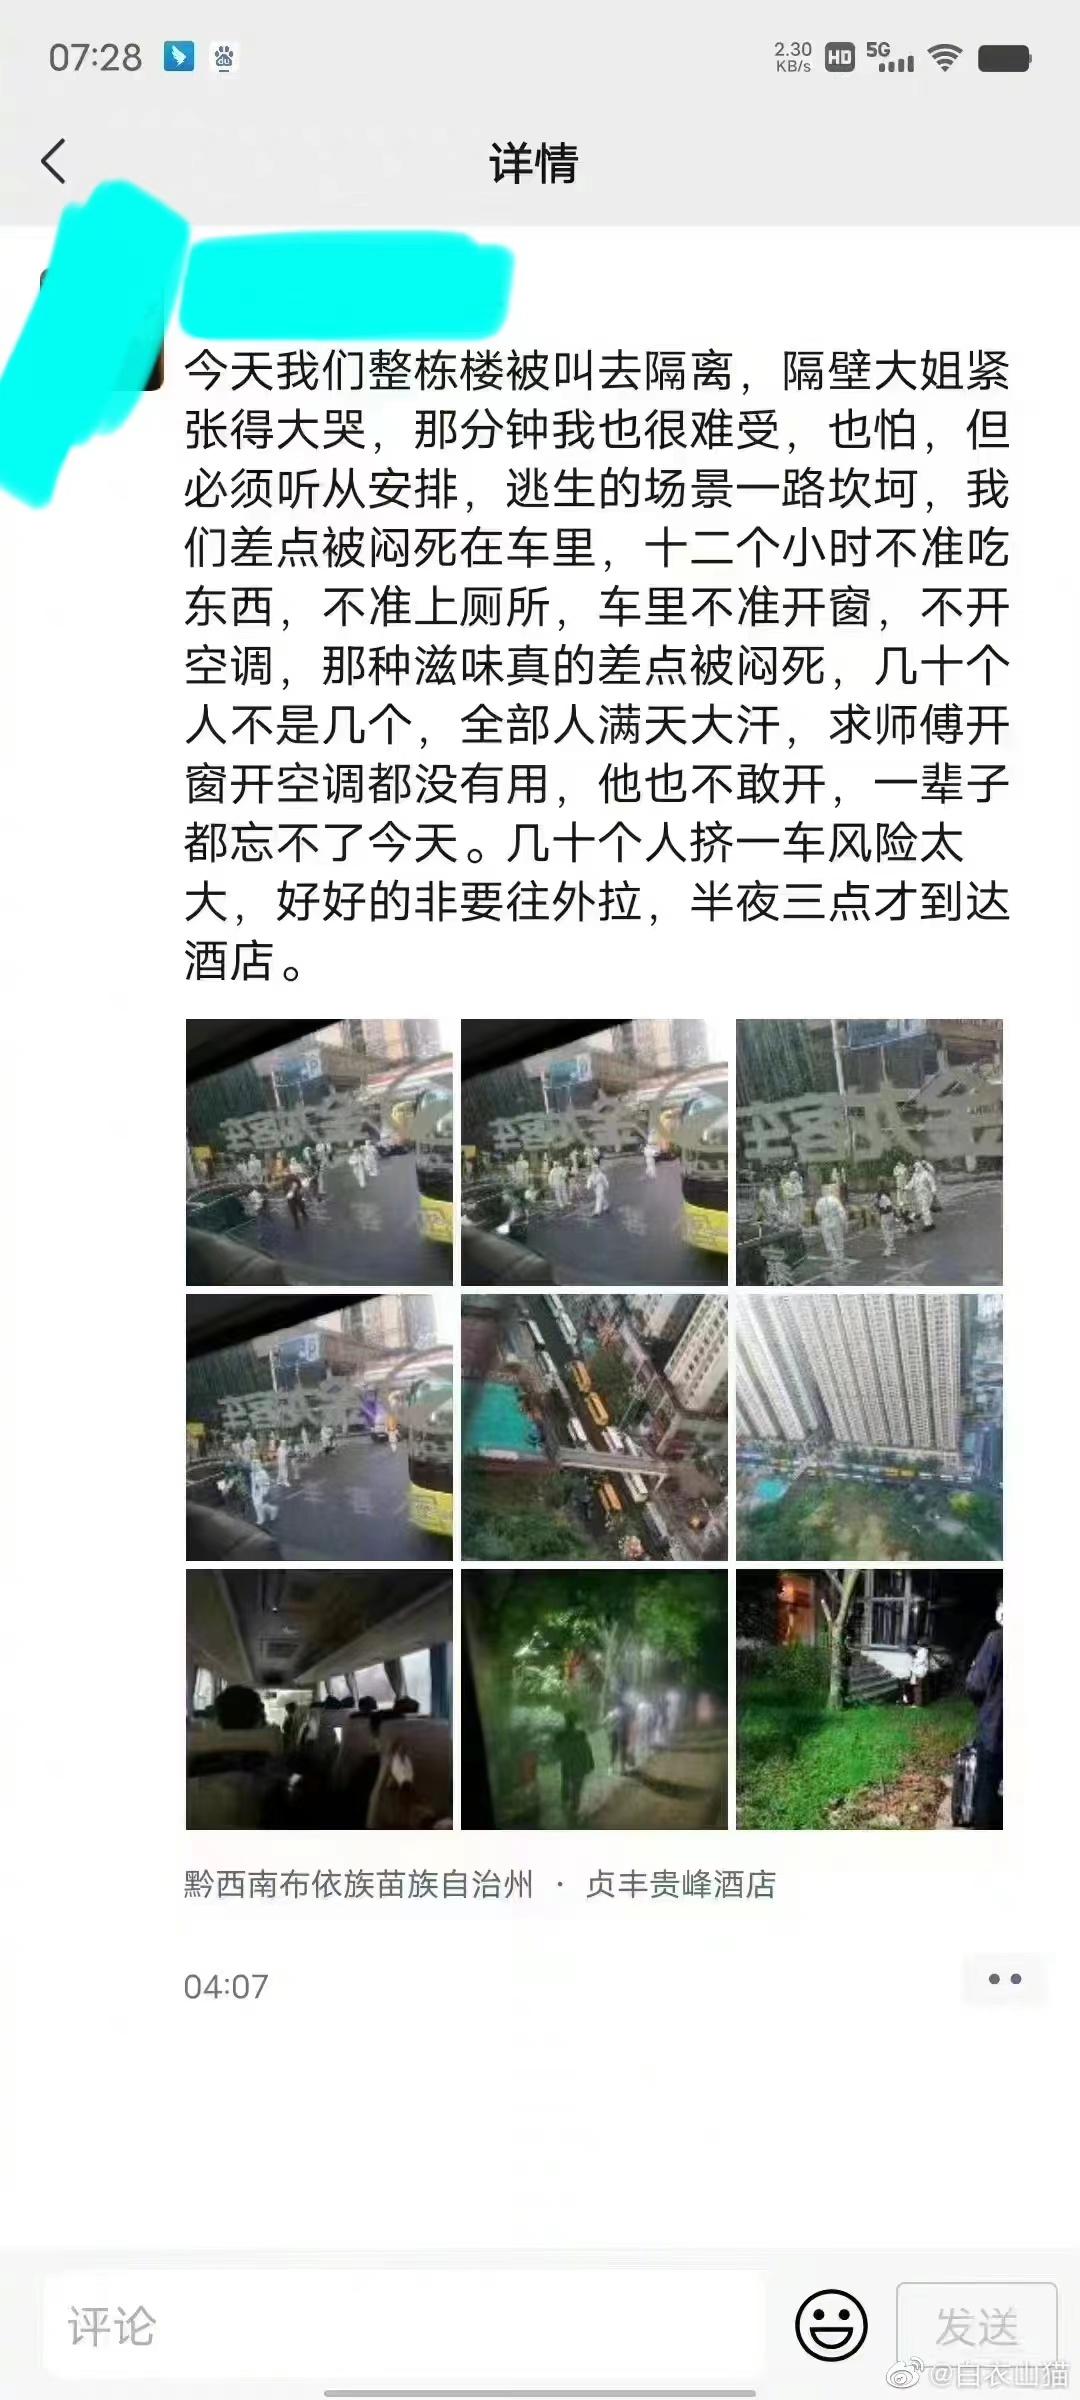 07:28
2.30
KB/s
HD
5G
详情
今天我们整栋楼被叫去隔离，隔壁大姐紧
张得大哭，那分钟我也很难受，也怕，但
必须听从安排，逃生的场景一路坎坷，我
们差点被闷死在车里，十二个小时不准吃
东西，不准上厕所，车里不准开窗，不开
空调，那种滋味真的差点被闷死，几十个
人不是几个，全部人满天大汗，求师傅开
窗开空调都没有用，他也不敢开，一辈子
都忘不了今天。几十个人挤一车风险太
大，好好的非要往外拉，半夜三点才到达
酒店。
黔西南布依族苗族自治州 · 贞丰贵峰酒店
04:07
评论
发送
@白衣山猫